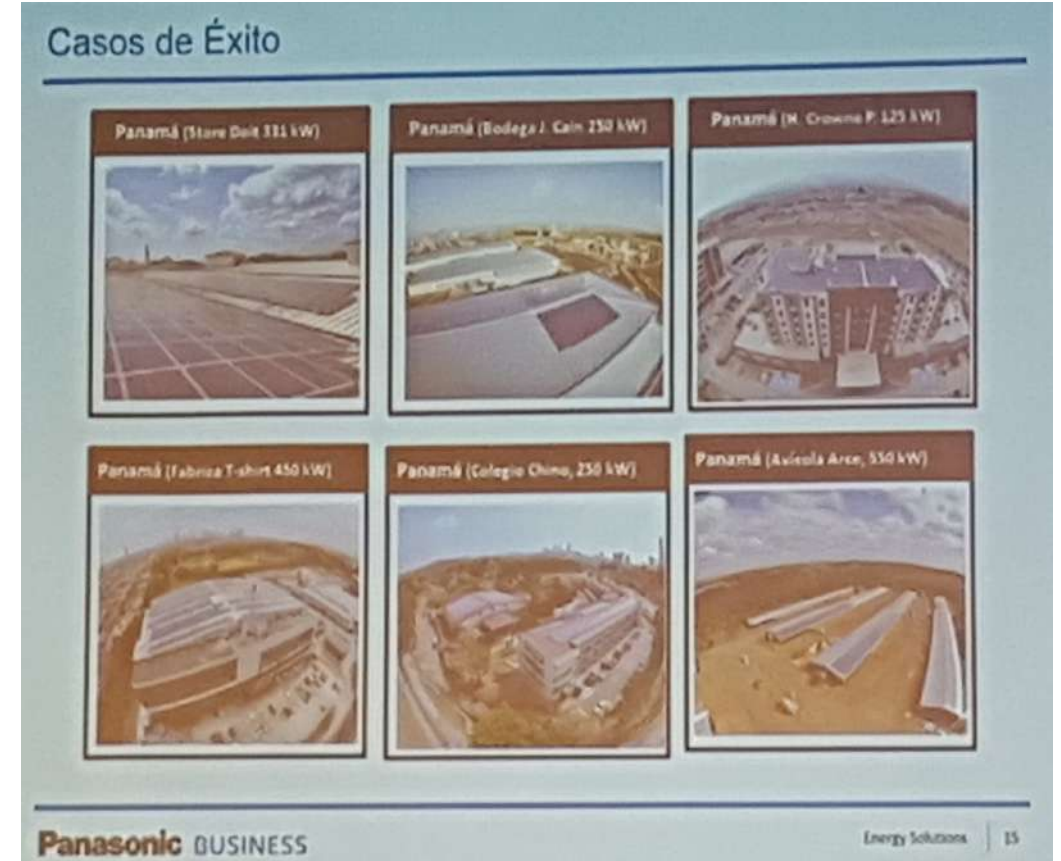 Casos de Éxito
Panamá (Store Doit 331 kW)
Panamá (Bodega J. Cain 250 kW)
Panamá (H. Crowne P. 125 kW)
Panamá (Fabrica T-shirt 450 kW)
Panamá (Colegio Chino, 250 kW)
Panamá (Avícola Arce, 550 kW)
Panasonic BUSINESS
Energy Solutions
15